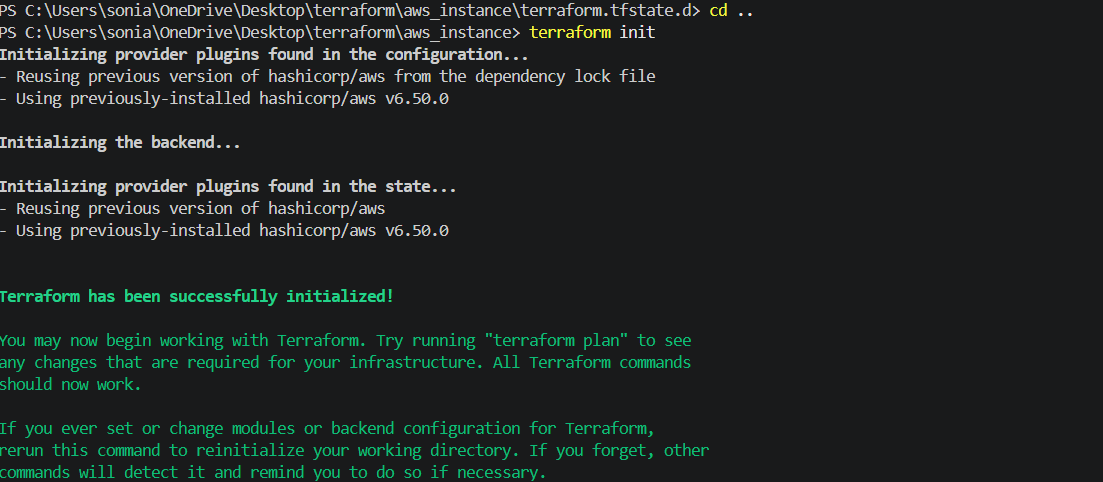 PS C:\Users\sonia\OneDrive\Desktop\terraform\aws_instance\terraform.tfstate.d> cd ..
PS C:\Users\sonia\OneDrive\Desktop\terraform\aws_instance> terraform init
Initializing provider plugins found in the configuration...
- Reusing previous version of hashicorp/aws from the dependency lock file
- Using previously-installed hashicorp/aws v6.50.0
Initializing the backend...
Initializing provider plugins found in the state...
- Reusing previous version of hashicorp/aws
- Using previously-installed hashicorp/aws v6.50.0
Terraform has been successfully initialized!
You may now begin working with Terraform. Try running "terraform plan" to see
any changes that are required for your infrastructure. All Terraform commands
should now work.
If you ever set or change modules or backend configuration for Terraform,
rerun this command to reinitialize your working directory. If you forget, other
commands will detect it and remind you to do so if necessary.